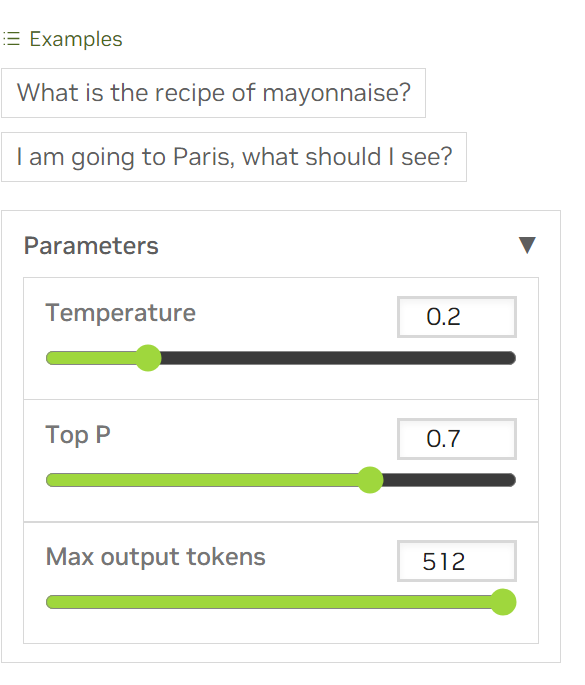 Examples
What is the recipe of mayonnaise?
I am going to Paris, what should I see?
Parameters
Temperature
0.2
Top P
0.7
Max output tokens
512